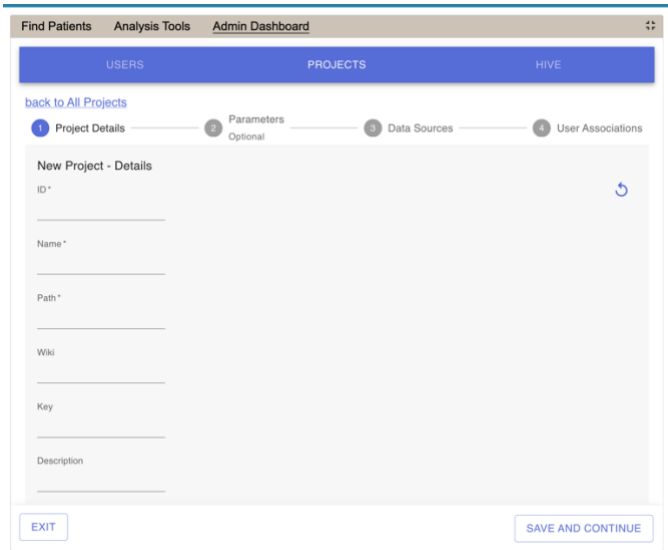 Find Patients Analysis Tools Admin Dashboard
USERS PROJECTS HIVE
back to All Projects
1 Project Details 2 Parameters Optional 3 Data Sources 4 User Associations
New Project - Details
ID *
Name *
Path *
Wiki
Key
Description
EXIT SAVE AND CONTINUE